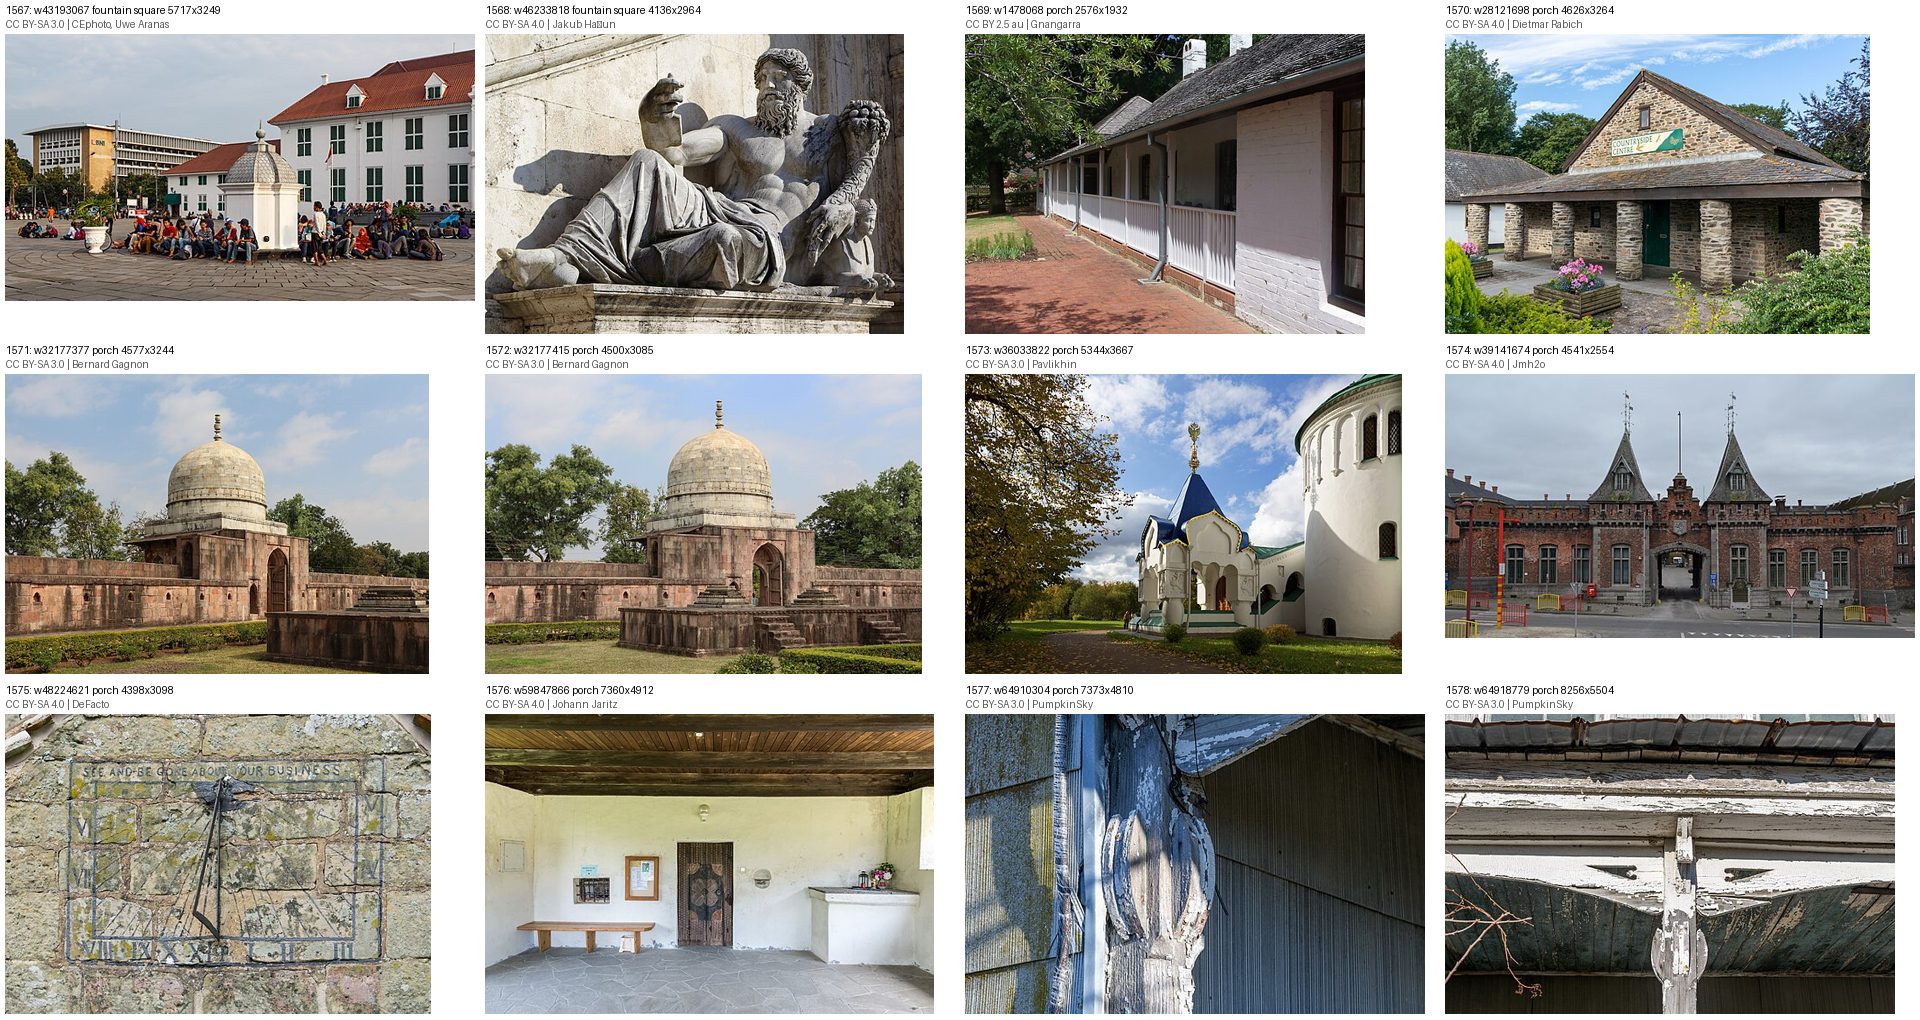 1567: w43193067 fountain square 5717x3249
CC BY-SA 3.0 | CEphoto, Uwe Aranas
1568: w46233818 fountain square 4136x2964
CC BY-SA 4.0 | Jakub Ha□un
1569: w1478068 porch 2576x1932
CC BY 2.5 au | Gnangarra
1570: w28121698 porch 4626x3264
CC BY-SA 4.0 | Dietmar Rabich
BNI
COUNTRYSIDE
CENTRE
1571: w32177377 porch 4577x3244
CC BY-SA 3.0 | Bernard Gagnon
1572: w32177415 porch 4500x3085
CC BY-SA 3.0 | Bernard Gagnon
1573: w36033822 porch 5344x3667
CC BY-SA 3.0 | Pavlikhin
1574: w39141674 porch 4541x2554
CC BY-SA 4.0 | Jmh2o
1575: w48224621 porch 4398x3098
CC BY-SA 4.0 | DeFacto
1576: w59847866 porch 7360x4912
CC BY-SA 4.0 | Johann Jaritz
1577: w64910304 porch 7373x4810
CC BY-SA 3.0 | PumpkinSky
1578: w64918779 porch 8256x5504
CC BY-SA 3.0 | PumpkinSky
SEE AND BE GONE ABOUT YOUR BUSINESS